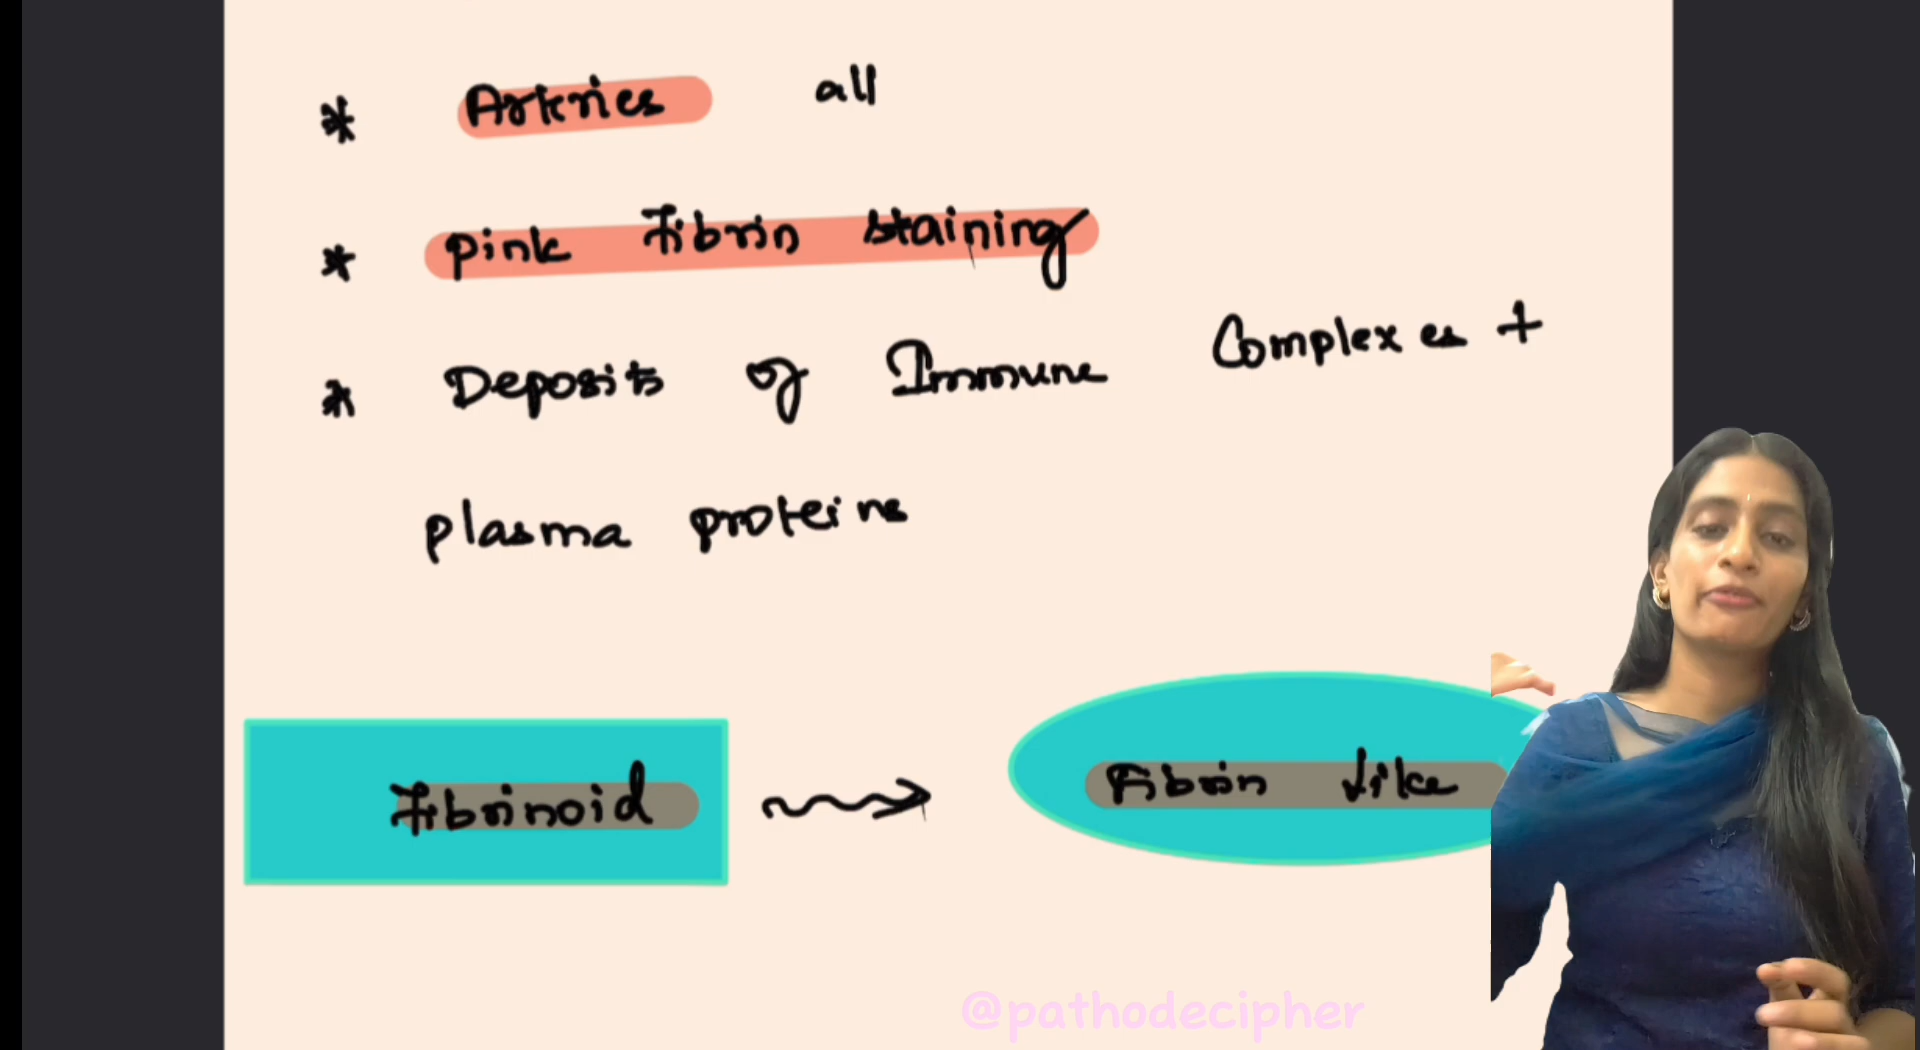 * Arteries all
* Pink Fibrin staining
* Deposits of Immune Complexes +
plasma proteins
Fibrinoid → Fibrin like
@pathodecipher